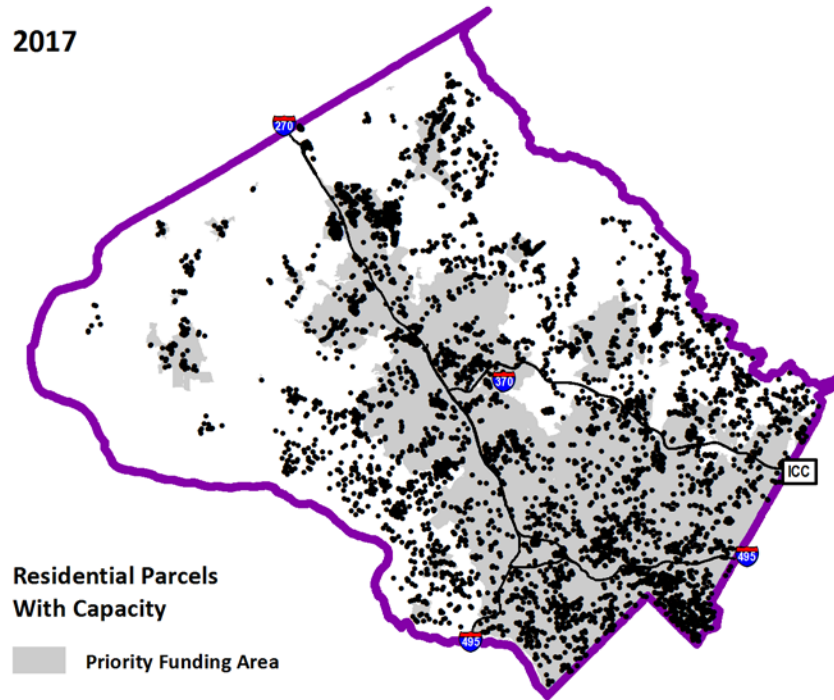 2017
270
370
ICC
495
Residential Parcels
With Capacity
495
Priority Funding Area